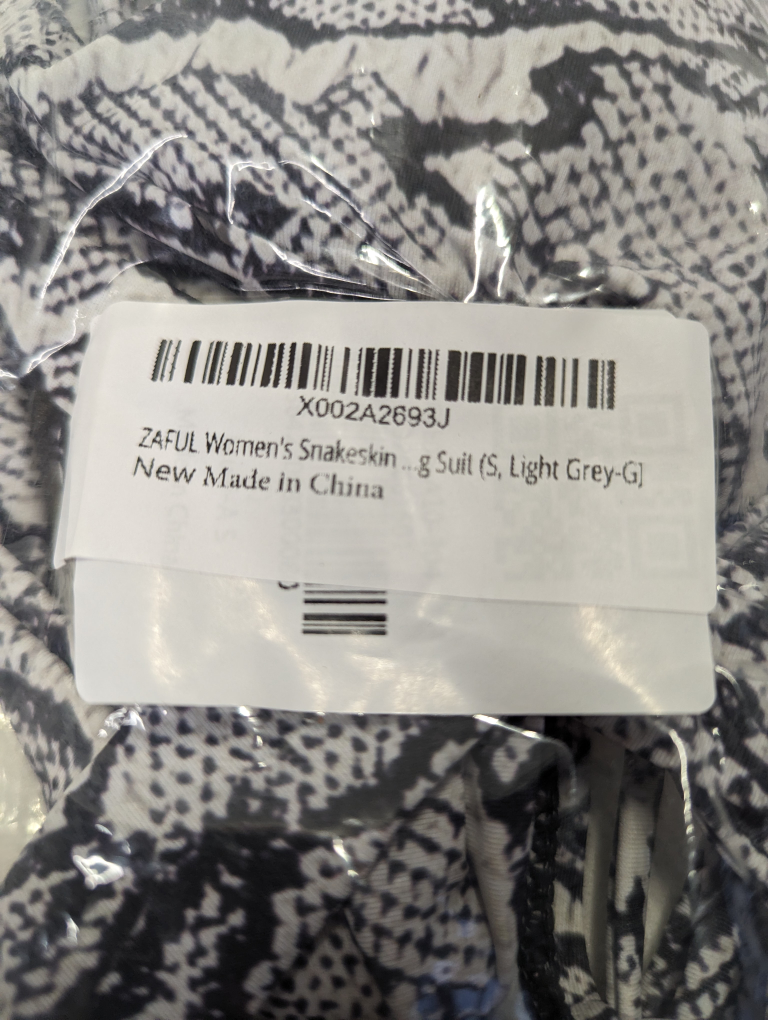 X002A2693J
ZAFUL Women's Snakeskin ...g Suit (S, Light Grey-G]
New Made in China